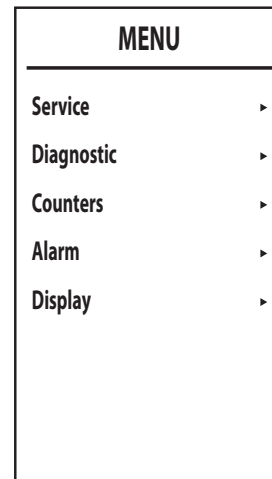 MENU
Service
Diagnostic
Counters
Alarm
Display